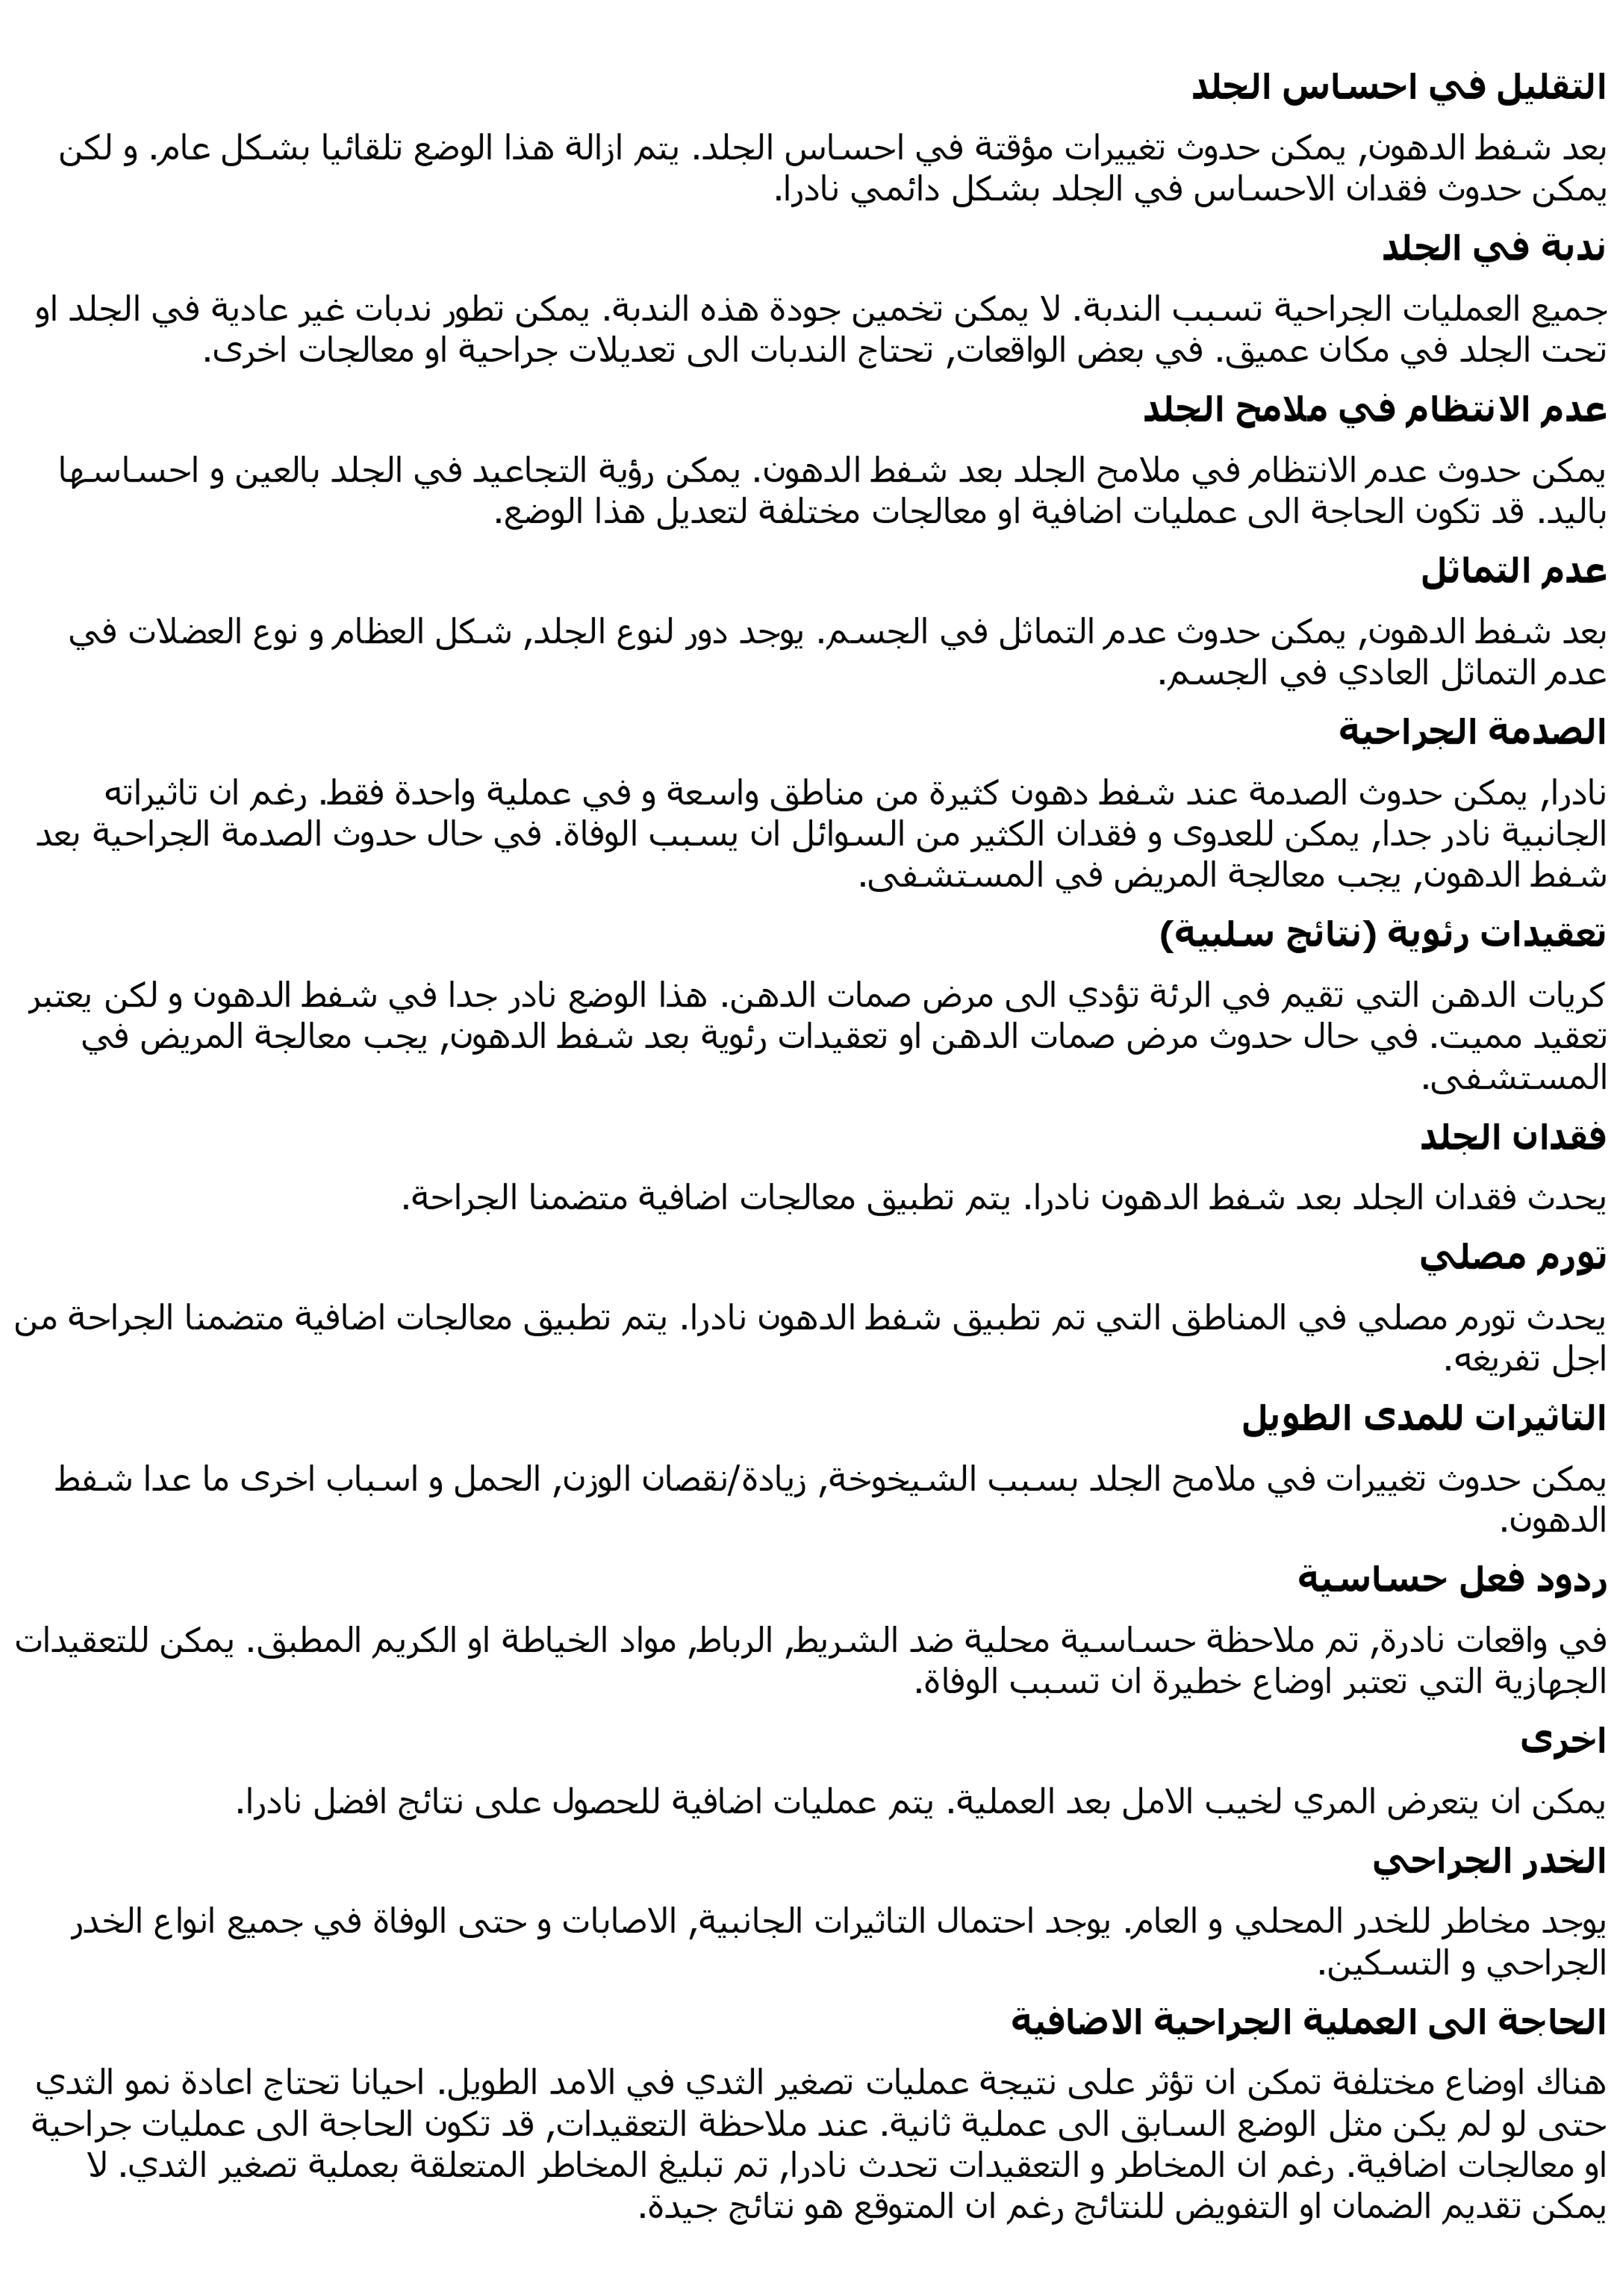 التقليل في احساس الجلد
بعد شفط الدهون, يمكن حدوث تغييرات مؤقتة في احساس الجلد. يتم ازالة هذا الوضع تلقائيا بشكل عام. و لكن
يمكن حدوث فقدان الاحساس في الجلد بشكل دائمي نادرا.
ندبة في الجلد
جميع العمليات الجراحية تسبب الندبة. لا يمكن تخمين جودة هذه الندبة. يمكن تطور ندبات غير عادية في الجلد او
تحت الجلد في مكان عميق. في بعض الواقعات, تحتاج الندبات الى تعديلات جراحية او معالجات اخرى.
عدم الانتظام في ملامح الجلد
يمكن حدوث عدم الانتظام في ملامح الجلد بعد شفط الدهون. يمكن رؤية التجاعيد في الجلد بالعين و احساسها
باليد. قد تكون الحاجة الى عمليات اضافية او معالجات مختلفة لتعديل هذا الوضع.
عدم التماثل
بعد شفط الدهون, يمكن حدوث عدم التماثل في الجسم. يوجد دور لنوع الجلد, شكل العظام و نوع العضلات في
عدم التماثل العادي في الجسم.
الصدمة الجراحية
نادرا, يمكن حدوث الصدمة عند شفط دهون كثيرة من مناطق واسعة و في عملية واحدة فقط. رغم ان تاثيراته
الجانبية نادر جدا, يمكن للعدوى و فقدان الكثير من السوائل ان يسبب الوفاة. في حال حدوث الصدمة الجراحية بعد
شفط الدهون, يجب معالجة المريض في المستشفى.
تعقيدات رئوية (نتائج سلبية)
كريات الدهن التي تقيم في الرئة تؤدي الى مرض صمات الدهن. هذا الوضع نادر جدا في شفط الدهون و لكن يعتبر
تعقيد مميت. في حال حدوث مرض صمات الدهن او تعقيدات رئوية بعد شفط الدهون, يجب معالجة المريض في
المستشفى.
فقدان الجلد
يحدث فقدان الجلد بعد شفط الدهون نادرا. يتم تطبيق معالجات اضافية متضمنا الجراحة.
تورم مصلي
يحدث تورم مصلي في المناطق التي تم تطبيق شفط الدهون نادرا. يتم تطبيق معالجات اضافية متضمنا الجراحة من
اجل تفريغه.
التاثيرات للمدى الطويل
يمكن حدوث تغييرات في ملامح الجلد بسبب الشيخوخة, زيادة/نقصان الوزن, الحمل و اسباب اخرى ما عدا شفط
الدهون.
ردود فعل حساسية
في واقعات نادرة, تم ملاحظة حساسية محلية ضد الشريط, الرباط, مواد الخياطة او الكريم المطبق. يمكن للتعقيدات
الجهازية التي تعتبر اوضاع خطيرة ان تسبب الوفاة.
اخرى
يمكن ان يتعرض المري لخيب الامل بعد العملية. يتم عمليات اضافية للحصول على نتائج افضل نادرا.
الخدر الجراحي
يوجد مخاطر للخدر المحلي و العام. يوجد احتمال التاثيرات الجانبية, الاصابات و حتى الوفاة في جميع انواع الخدر
الجراحي و التسكين.
الحاجة الى العملية الجراحية الاضافية
هناك اوضاع مختلفة تمكن ان تؤثر على نتيجة عمليات تصغير الثدي في الامد الطويل. احيانا تحتاج اعادة نمو الثدي
حتى لو لم يكن مثل الوضع السابق الى عملية ثانية. عند ملاحظة التعقيدات, قد تكون الحاجة الى عمليات جراحية
او معالجات اضافية. رغم ان المخاطر و التعقيدات تحدث نادرا, تم تبليغ المخاطر المتعلقة بعملية تصغير الثدي. لا
يمكن تقديم الضمان او التفويض للنتائج رغم ان المتوقع هو نتائج جيدة.